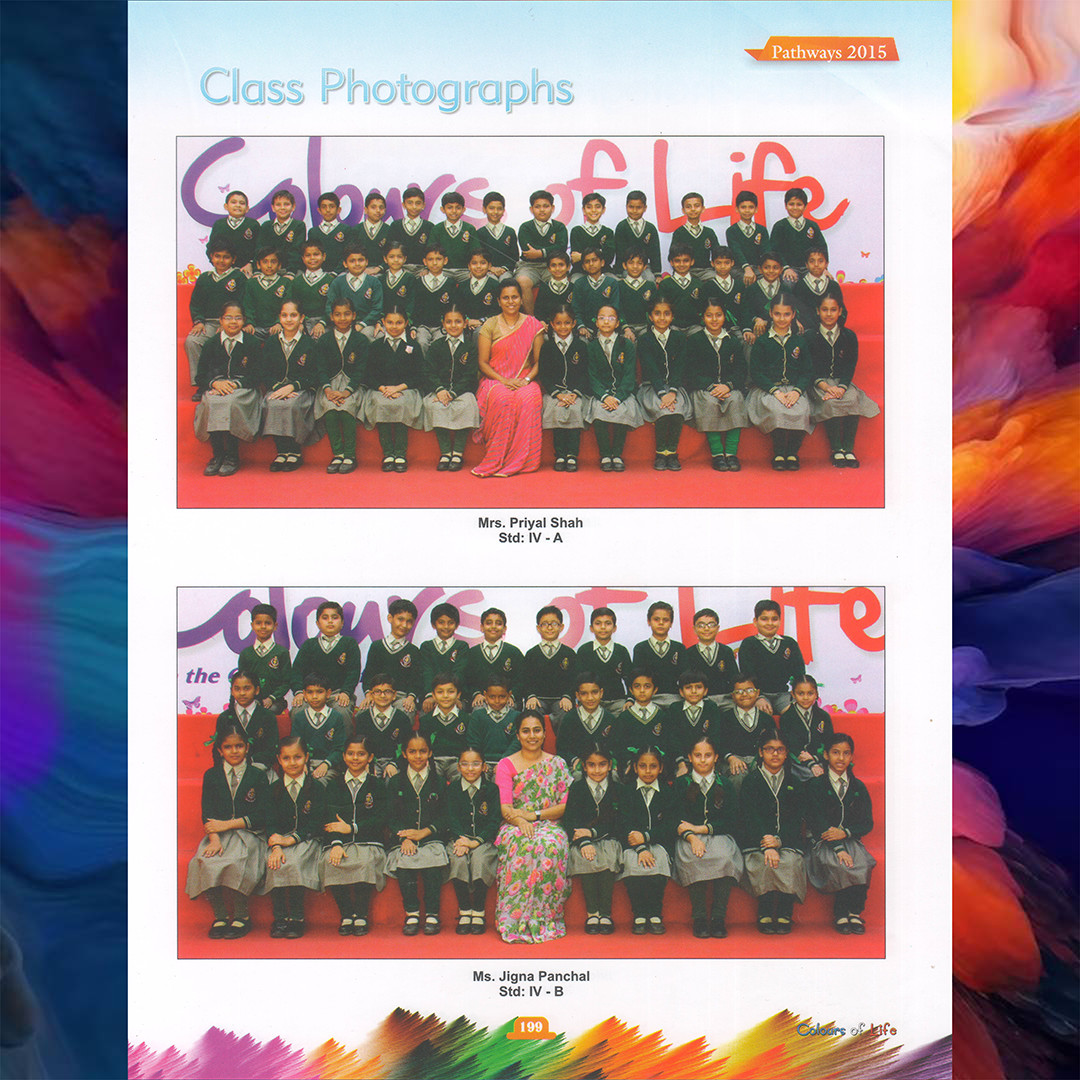 Pathways 2015
Class Photographs
Colours of Life
Mrs. Priyal Shah
Std: IV - A
Colours of Life
the
Ms. Jigna Panchal
Std: IV - B
199
Colours of Life